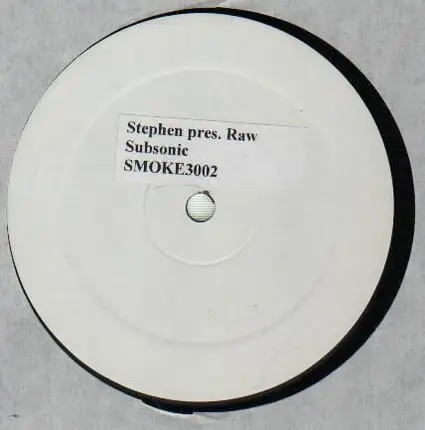 Stephen pres. Raw
Subsonic
SMOKE3002